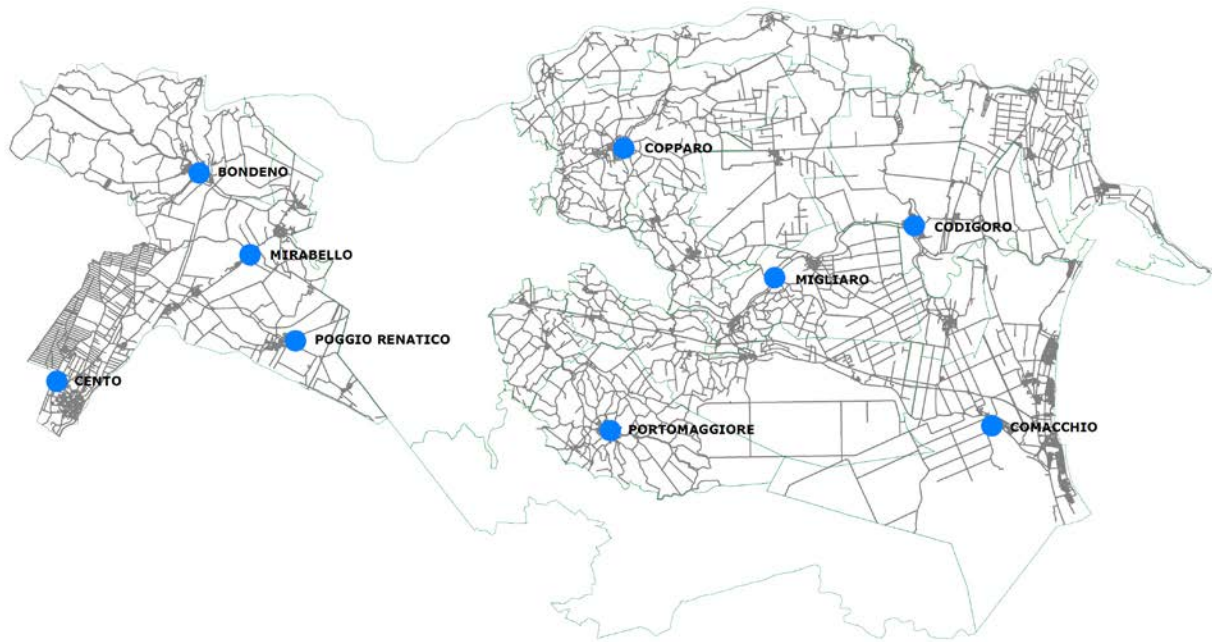 COPPARO
BONDENO
CODIGORO
MIRABELLO
MIGLIARO
POGGIO RENATICO
CENTO
COMACCHIO
PORTOMAGGIORE